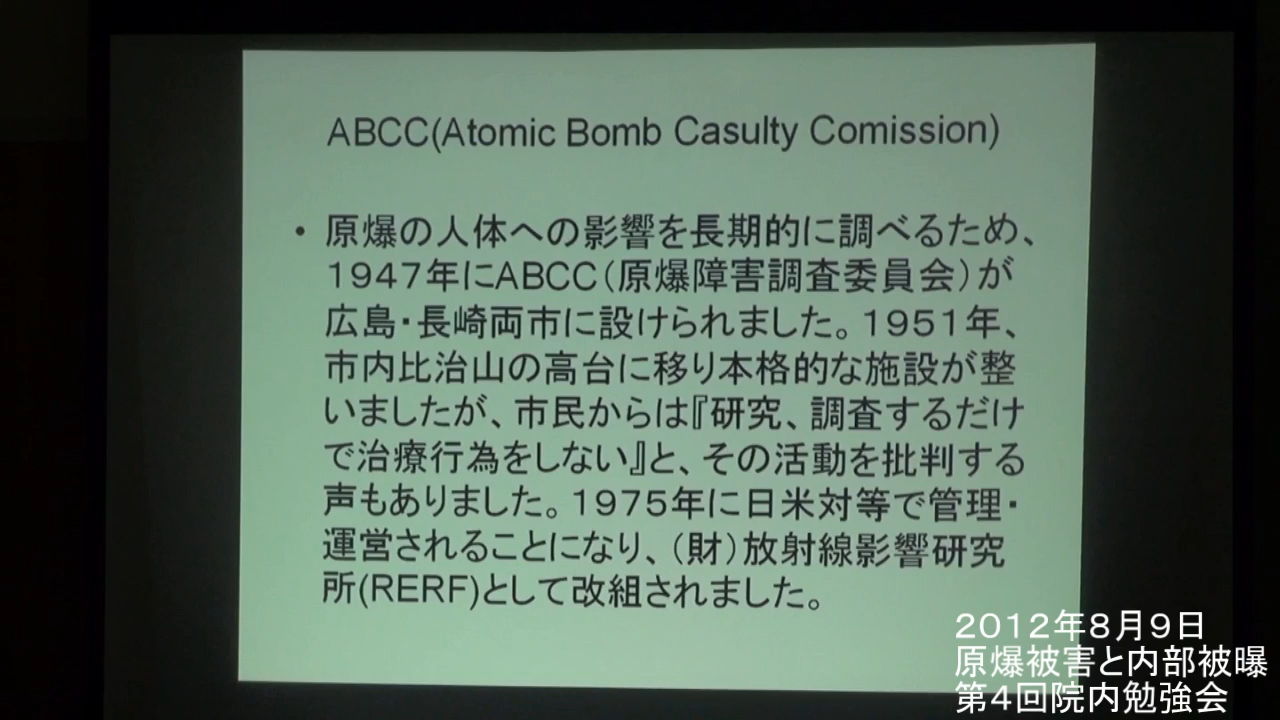 ABCC(Atomic Bomb Casulty Comission)
・原爆の人体への影響を長期的に調べるため、
１９４７年にABCC（原爆障害調査委員会）が
広島・長崎両市に設けられました。１９５１年、
市内比治山の高台に移り本格的な施設が整
いましたが、市民からは『研究、調査するだけ
で治療行為をしない』と、その活動を批判する
声もありました。１９７５年に日米対等で管理・
運営されることになり、（財）放射線影響研究
所(RERF)として改組されました。
２０１２年８月９日
原爆被害と内部被曝
第４回院内勉強会